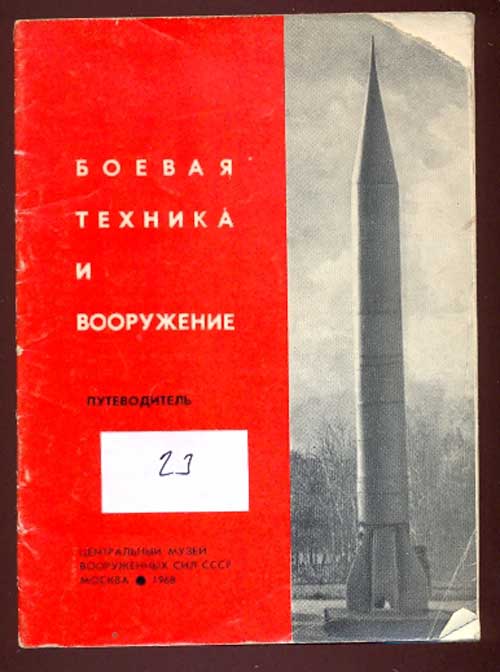 БОЕВАЯ
ТЕХНИКА
И
ВООРУЖЕНИЕ
ПУТЕВОДИТЕЛЬ
23
ЦЕНТРАЛЬНЫЙ МУЗЕЙ
ВООРУЖЕННЫХ СИЛ СССР
МОСКВА ● 1968